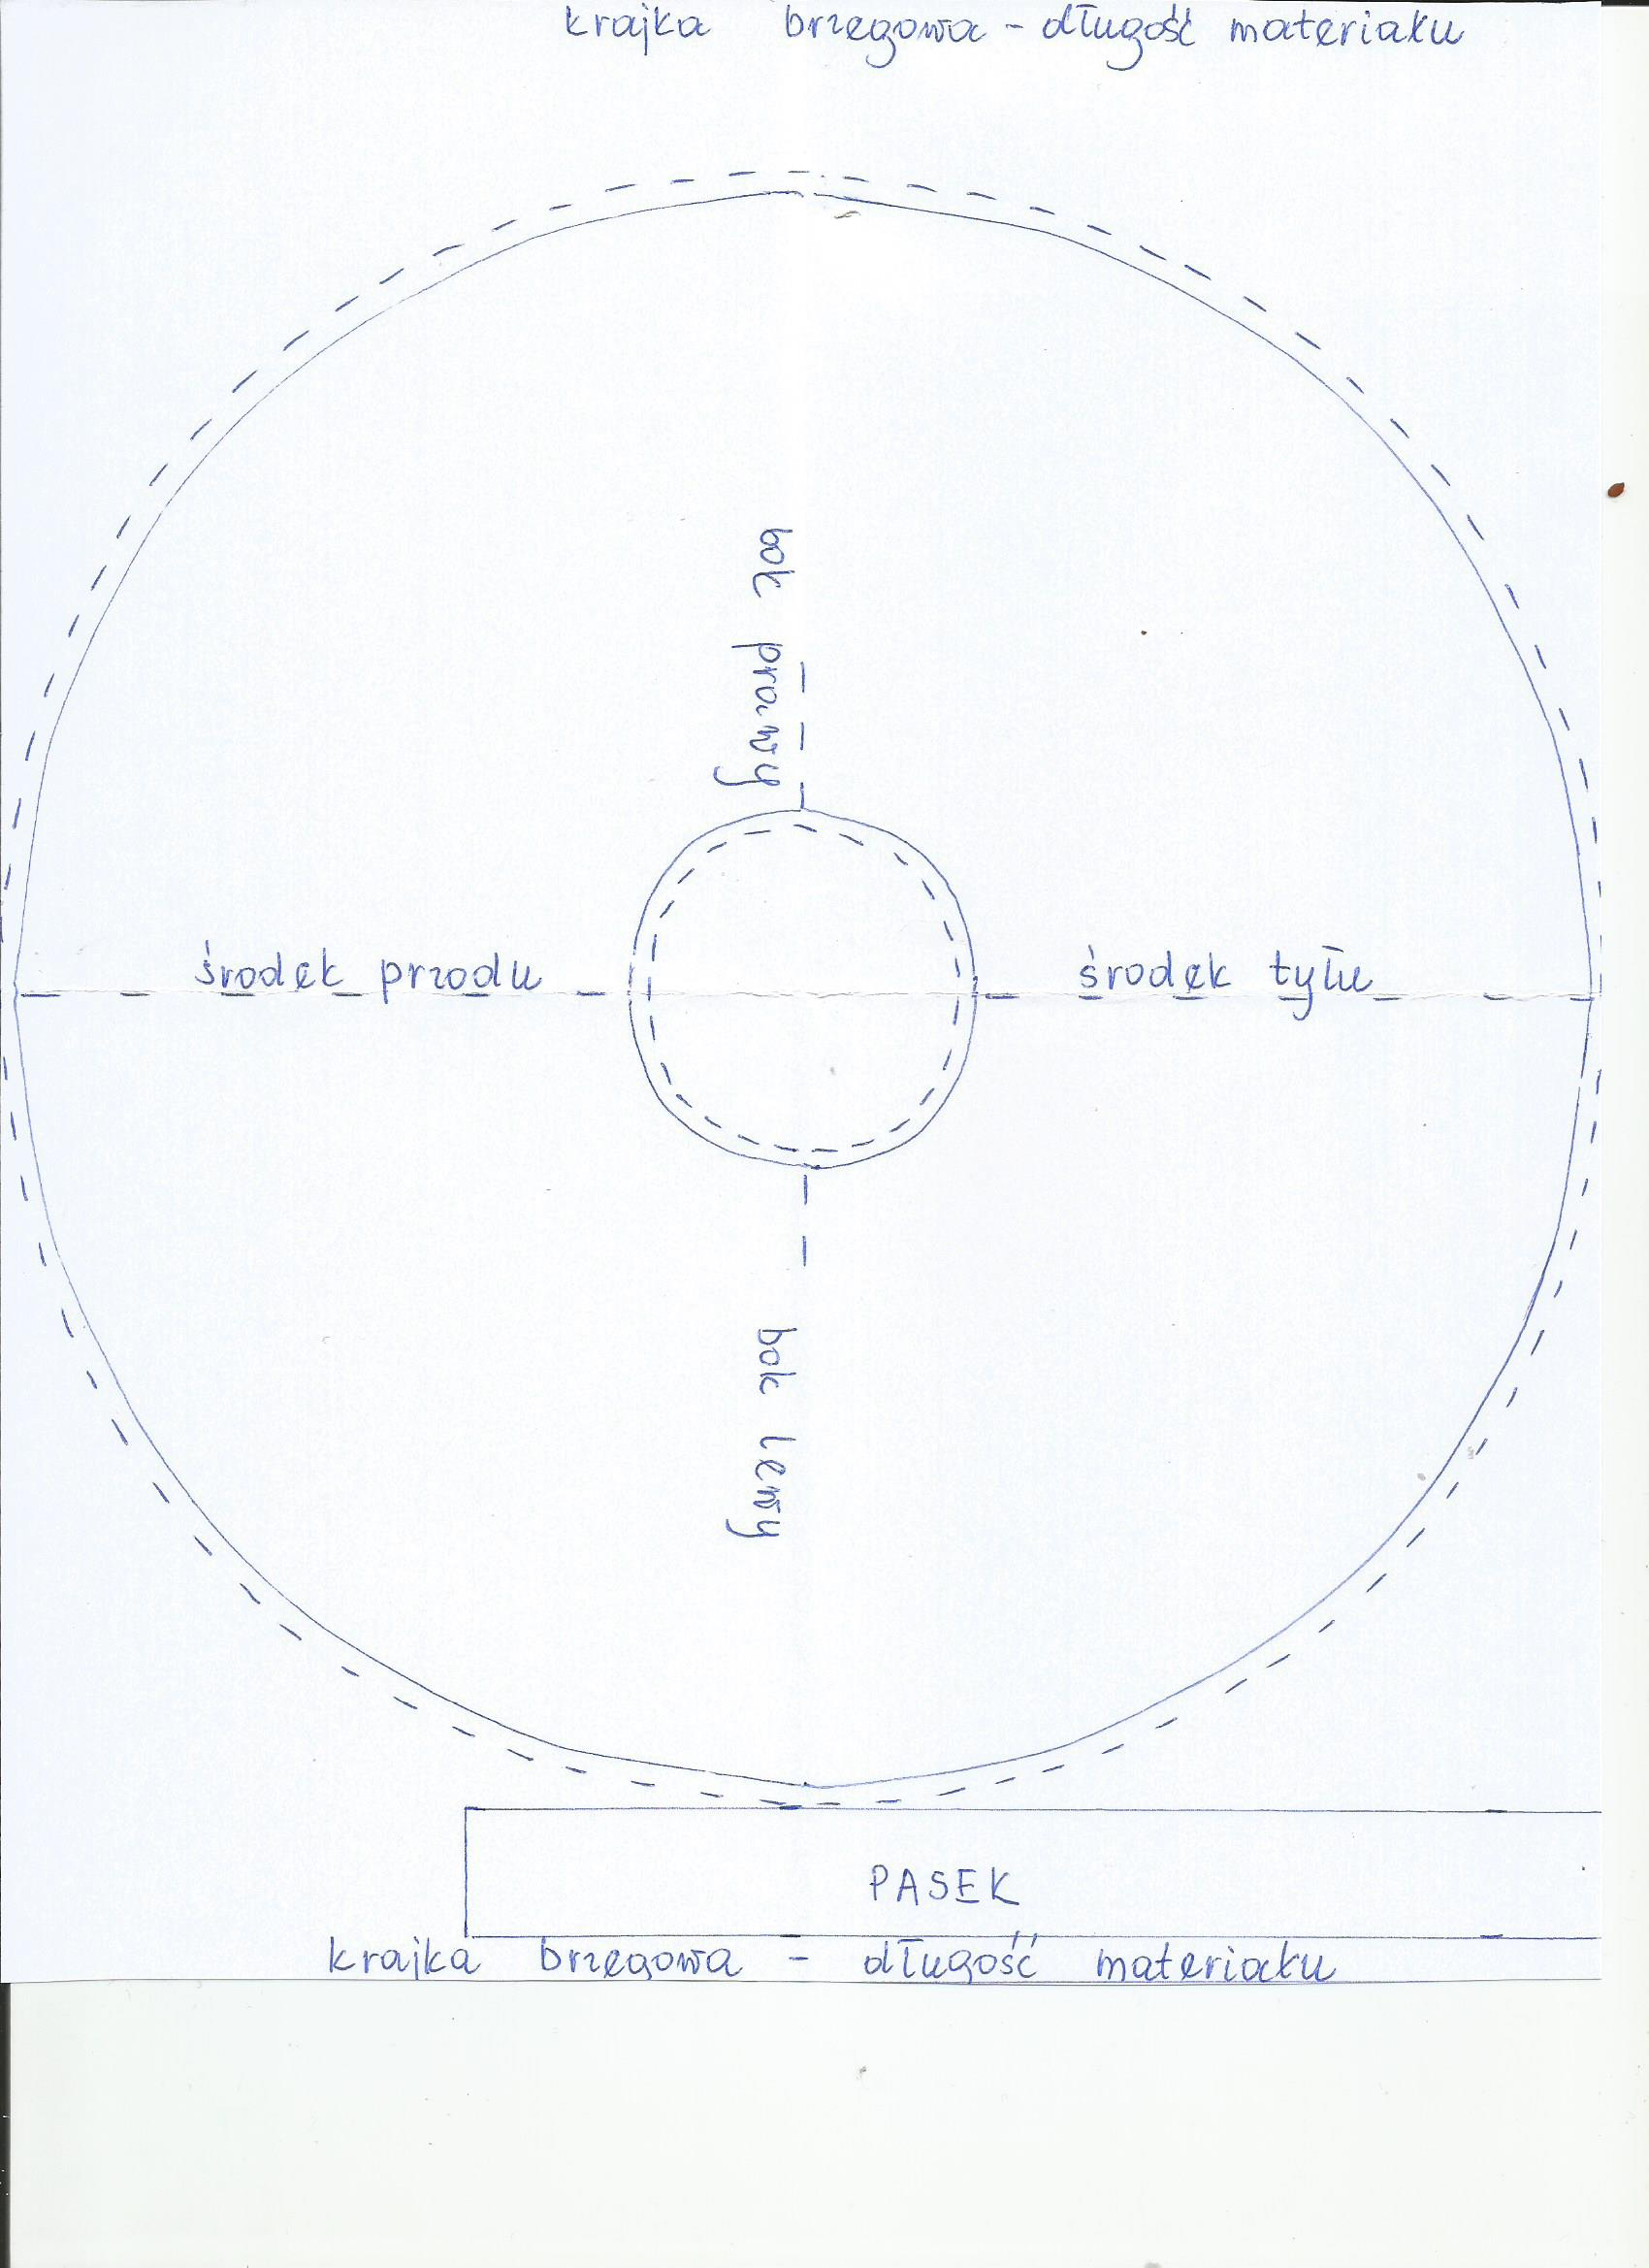 krajka brzegowa - długość materiału
bok prawy
środek przodu
środek tyłu
bok lewy
PASEK
krajka brzegowa - długość materiału